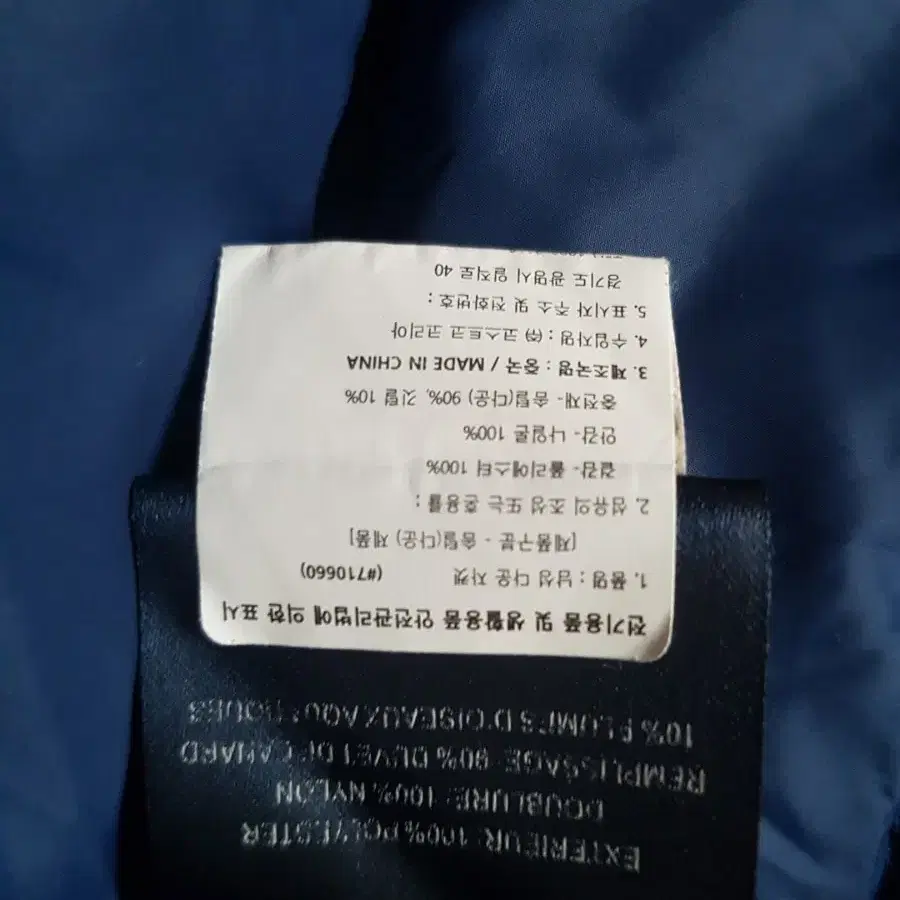 전기용품 및 생활용품 안전관리법에 의한 표시
1. 품명 : 남성 다운 자켓 (#710660)
[제품구분 - 솜털(다운) 제품]
2. 섬유의 조성 또는 혼용률 :
겉감- 폴리에스터 100%
안감- 나일론 100%
충전재- 솜털(다운) 90%, 깃털 10%
3. 제조국명 : 중국 / MADE IN CHINA
4. 수입자명 : ㈜ 코스트코 코리아
5. 표시자 주소 및 전화번호 :
경기도 광명시 일직로 40
EXTERIEUR: 100% POLYESTER
DOUBLURE: 100% NYLON
REMPLISSAGE: 90% DUVET DE CANARD
10% PLUMES D'OISEAUX AQUATIQUES